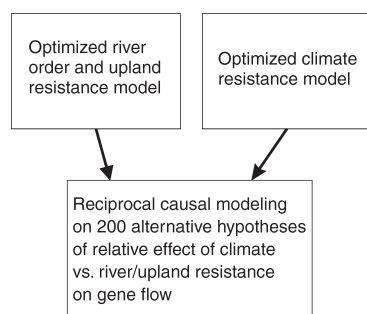 Optimized river
order and upland
resistance model
Optimized climate
resistance model
Reciprocal causal modeling
on 200 alternative hypotheses
of relative effect of climate
vs. river/upland resistance
on gene flow